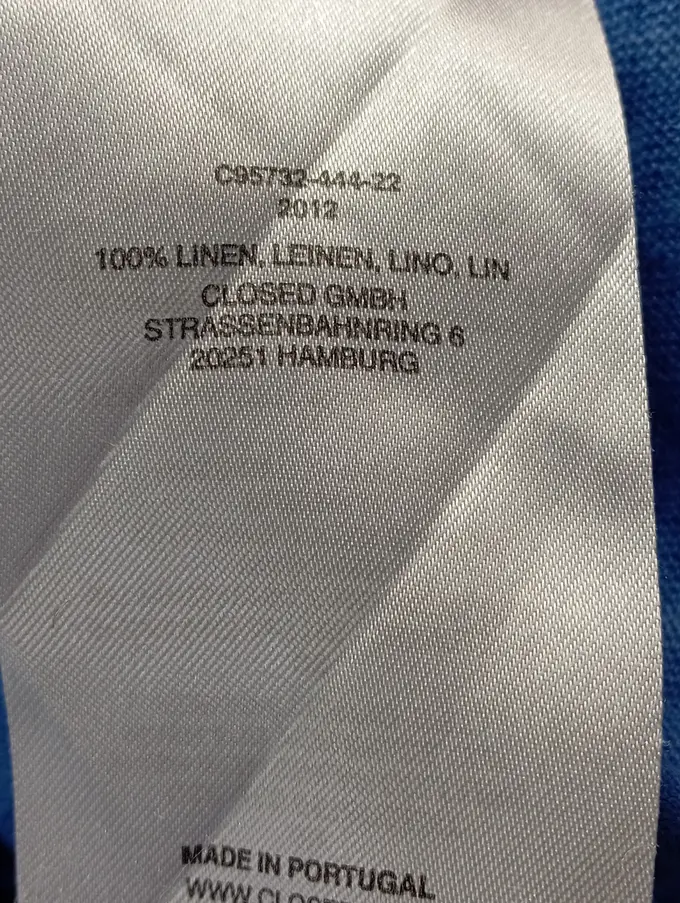 C95732-444-22
2012
100% LINEN, LEINEN, LINO, LIN
CLOSED GMBH
STRASSENBAHNRING 6
20251 HAMBURG
MADE IN PORTUGAL